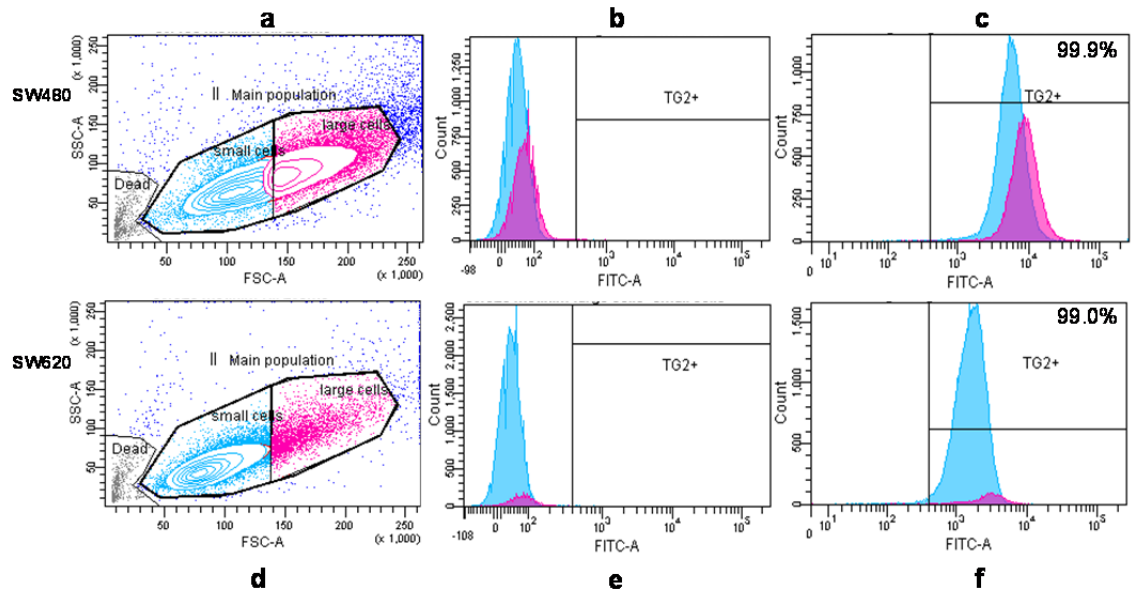 a b c
SW480
SSC-A
(x 1,000)
50 100 150 200 250
|| Main population
large cells
small cells
Dead
50 100 150 200 250
(x 1,000)
FSC-A
Count
0 250 500 750 1,000 1,250
TG2+
-98 0 10² 10³ 10⁴ 10⁵
FITC-A
99.9%
Count
0 250 500 750 1,000
TG2+
0 10¹ 10² 10³ 10⁴ 10⁵
FITC-A
SW620
SSC-A
(x 1,000)
50 100 150 200 250
|| Main population
large cells
small cells
Dead
50 100 150 200 250
(x 1,000)
FSC-A
Count
0 500 1,000 1,500 2,000 2,500
TG2+
-108 0 10² 10³ 10⁴ 10⁵
FITC-A
99.0%
Count
0 500 1,000 1,500
TG2+
0 10¹ 10² 10³ 10⁴ 10⁵
FITC-A
d e f